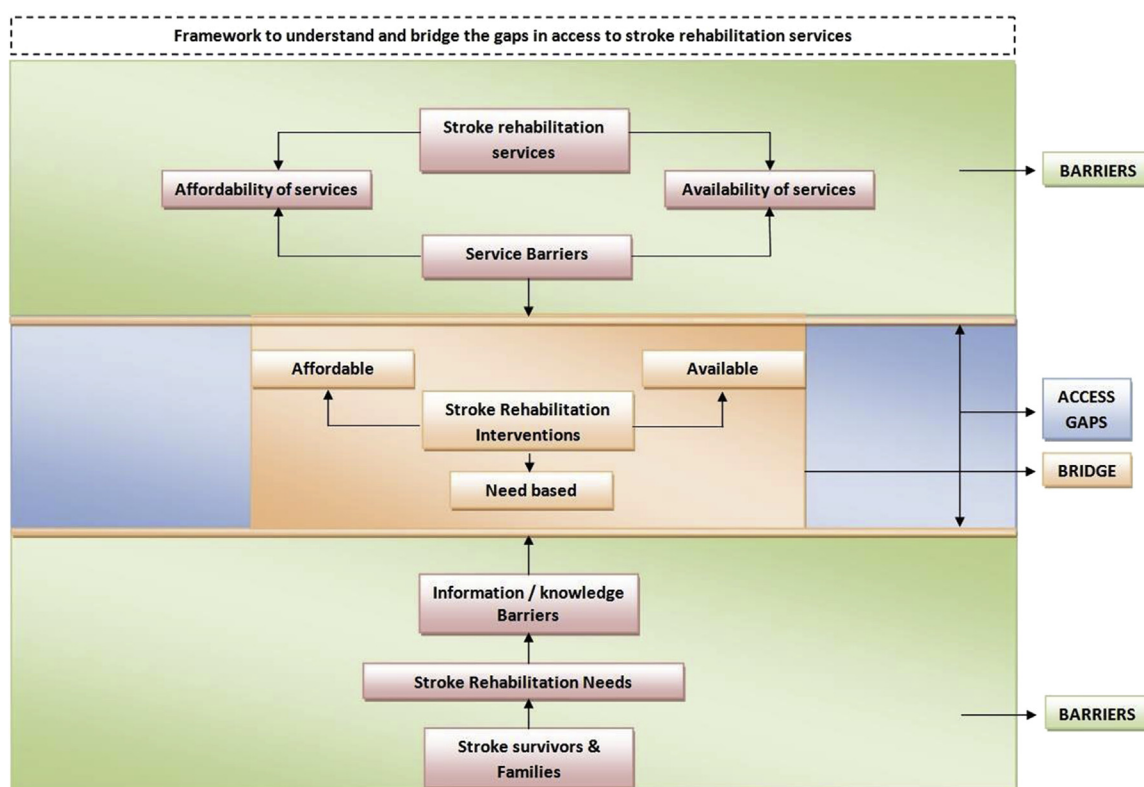 Framework to understand and bridge the gaps in access to stroke rehabilitation services
Stroke rehabilitation
services
Affordability of services
Availability of services
BARRIERS
Service Barriers
Affordable
Available
Stroke Rehabilitation
Interventions
ACCESS
GAPS
BRIDGE
Need based
Information / knowledge
Barriers
Stroke Rehabilitation Needs
BARRIERS
Stroke survivors &
Families